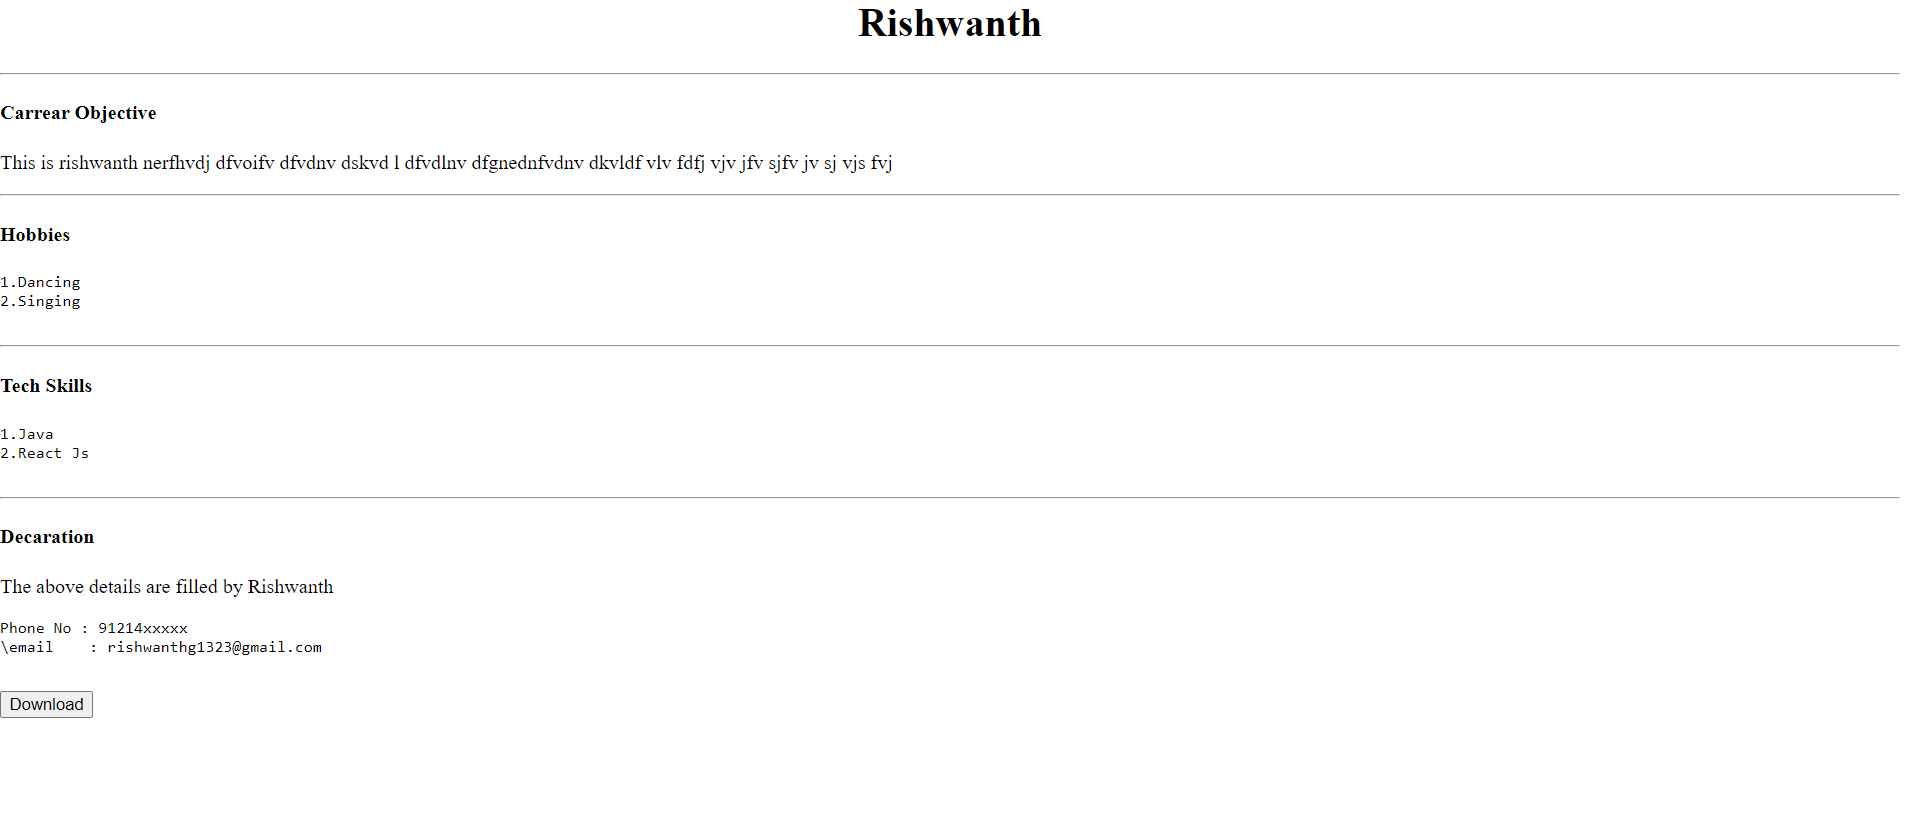 Rishwanth
Carrear Objective
This is rishwanth nerfhvdj dfvoifv dfvdnv dskvd l dfvdlnv dfgnednfvdnv dkvldf vlv fdfj vjv jfv sjfv jv sj vjs fvj
Hobbies
1.Dancing
2.Singing
Tech Skills
1.Java
2.React Js
Decaration
The above details are filled by Rishwanth
Phone No : 91214xxxxx
\email    : rishwanthg1323@gmail.com
Download